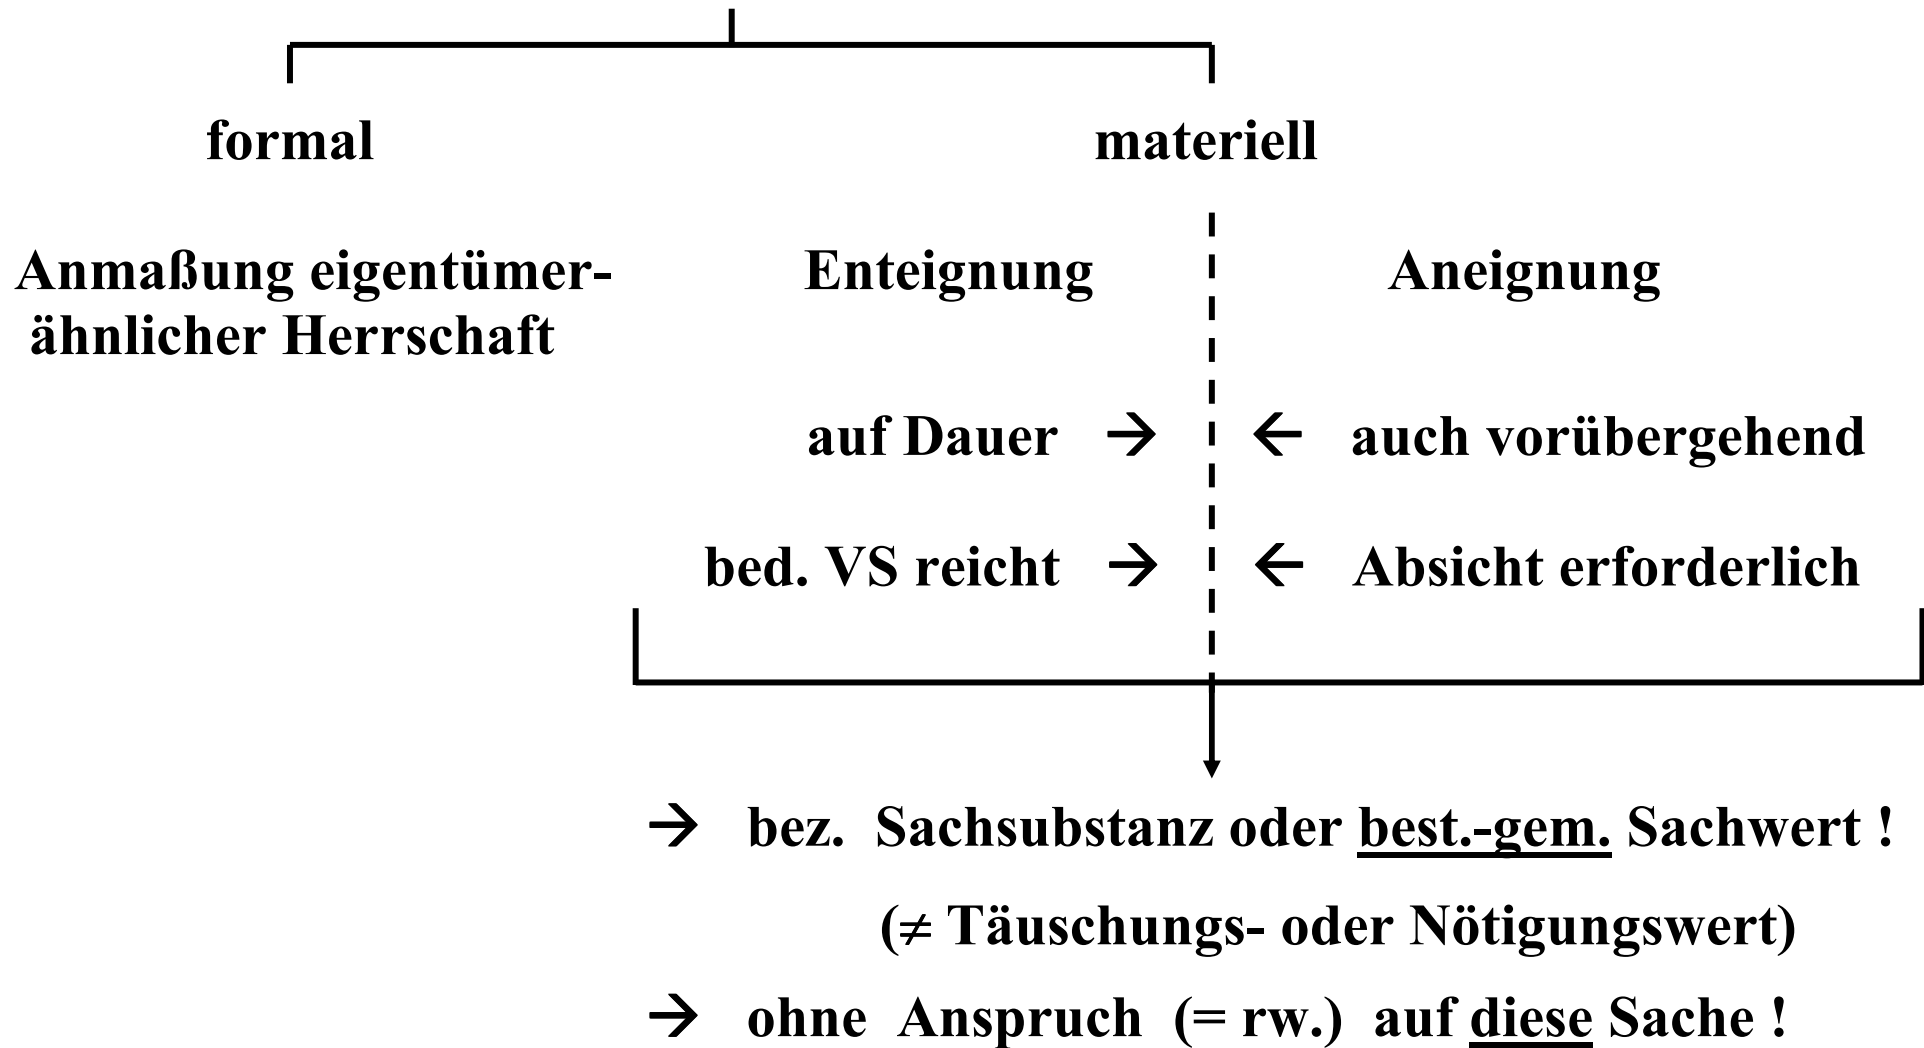 formal materiell
Anmaßung eigentümer- Enteignung Aneignung
ähnlicher Herrschaft
auf Dauer → ← auch vorübergehend
bed. VS reicht → ← Absicht erforderlich
→ bez. Sachsubstanz oder best.-gem. Sachwert !
(≠ Täuschungs- oder Nötigungswert)
→ ohne Anspruch (= rw.) auf diese Sache !